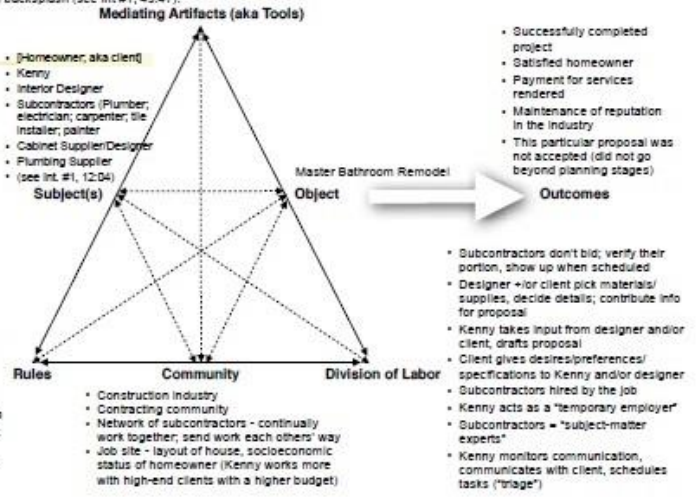 Mediating Artifacts (aka Tools)
• [Homeowner; aka client]
• Kenny
• Interior Designer
• Subcontractors (Plumber;
electrician; carpenter; tile
installer; painter
• Cabinet Supplier/Designer
• Plumbing Supplier
• (see Int. #1, 12:04)
Subject(s)
Master Bathroom Remodel
Object
• Successfully completed
project
• Satisfied homeowner
• Payment for services
rendered
• Maintenance of reputation
in the industry
• This particular proposal was
not accepted (did not go
beyond planning stages)
Outcomes
Rules
Community
Division of Labor
• Construction industry
• Contracting community
• Network of subcontractors - continually
work together; send work each others' way
• Job site - layout of house, socioeconomic
status of homeowner (Kenny works more
with high-end clients with a higher budget)
• Subcontractors don't bid; verify their
portion, show up when scheduled
• Designer +/or client pick materials/
supplies, decide details; contribute info
for proposal
• Kenny takes input from designer and/or
client, drafts proposal
• Client gives desires/preferences/
specifications to Kenny and/or designer
• Subcontractors hired by the job
• Kenny acts as a "temporary employer"
• Subcontractors = "subject-matter
experts"
• Kenny monitors communication,
communicates with client, schedules
tasks ("triage")